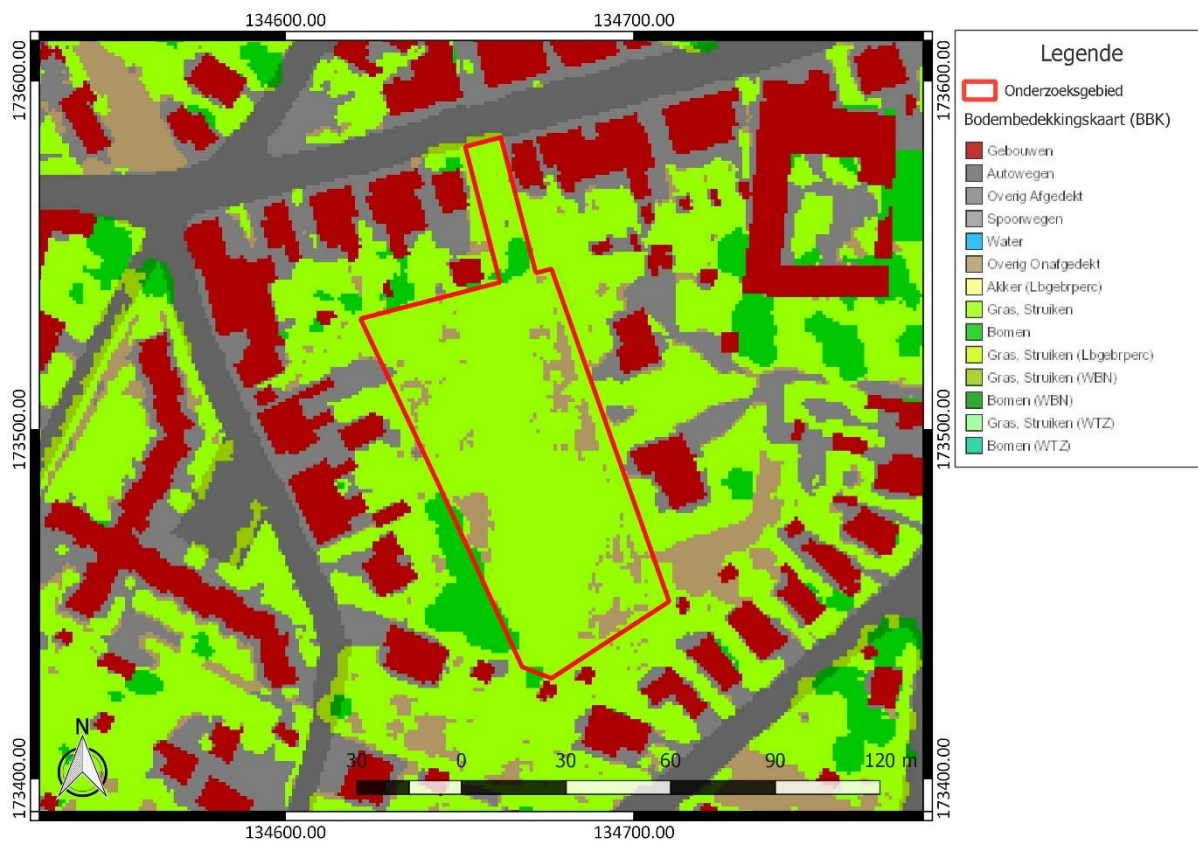 134600.00
134700.00
173600.00
173600.00
173500.00
173500.00
173400.00
173400.00
Legende
Onderzoeksgebied
Bodembedekkingskaart (BBK)
Gebouwen
Autowegen
Overig Afgedekt
Spoorwegen
Water
Overig Onafgedekt
Akker (Lbgebrperc)
Gras, Struiken
Bomen
Gras, Struiken (Lbgebrperc)
Gras, Struiken (WBN)
Bomen (WBN)
Gras, Struiken (WTZ)
Bomen (WTZ)
N
30 0 30 60 90 120 m
134600.00
134700.00